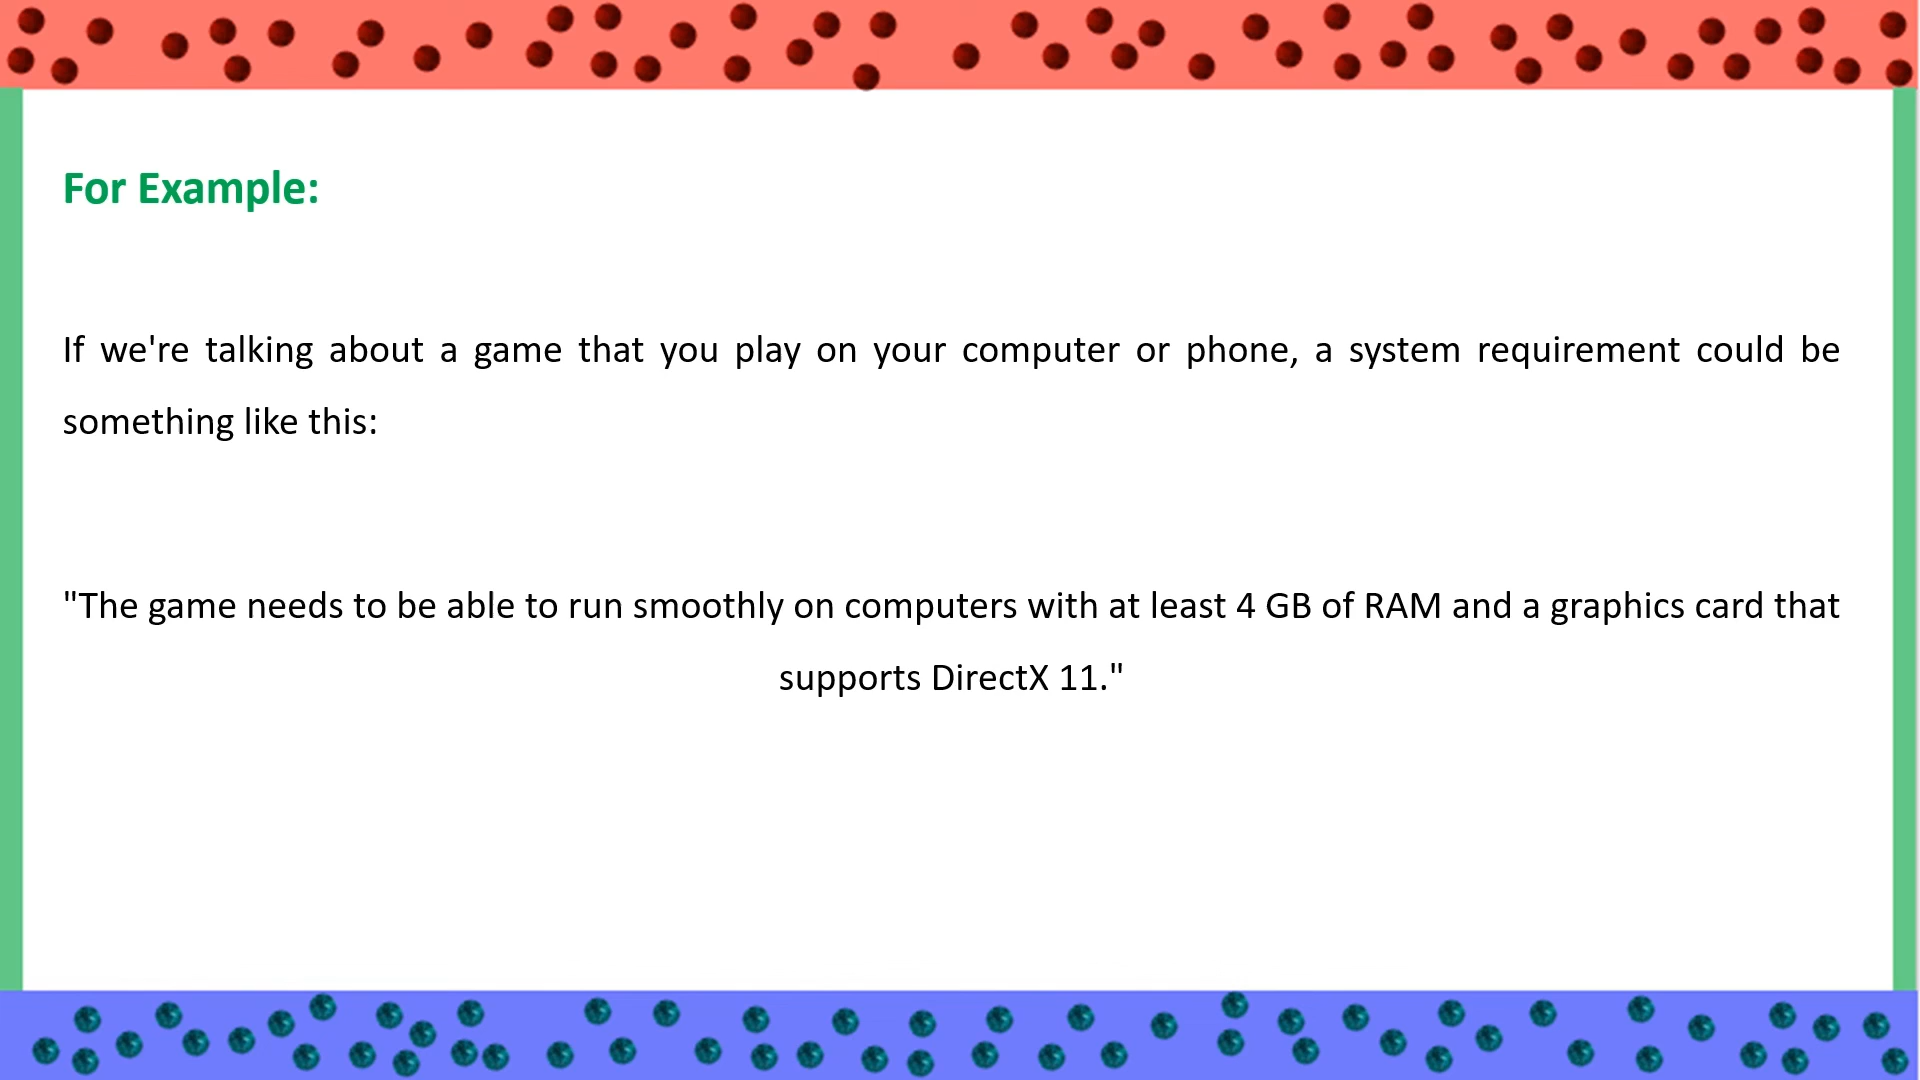 For Example:
If we're talking about a game that you play on your computer or phone, a system requirement could be
something like this:
"The game needs to be able to run smoothly on computers with at least 4 GB of RAM and a graphics card that
supports DirectX 11."